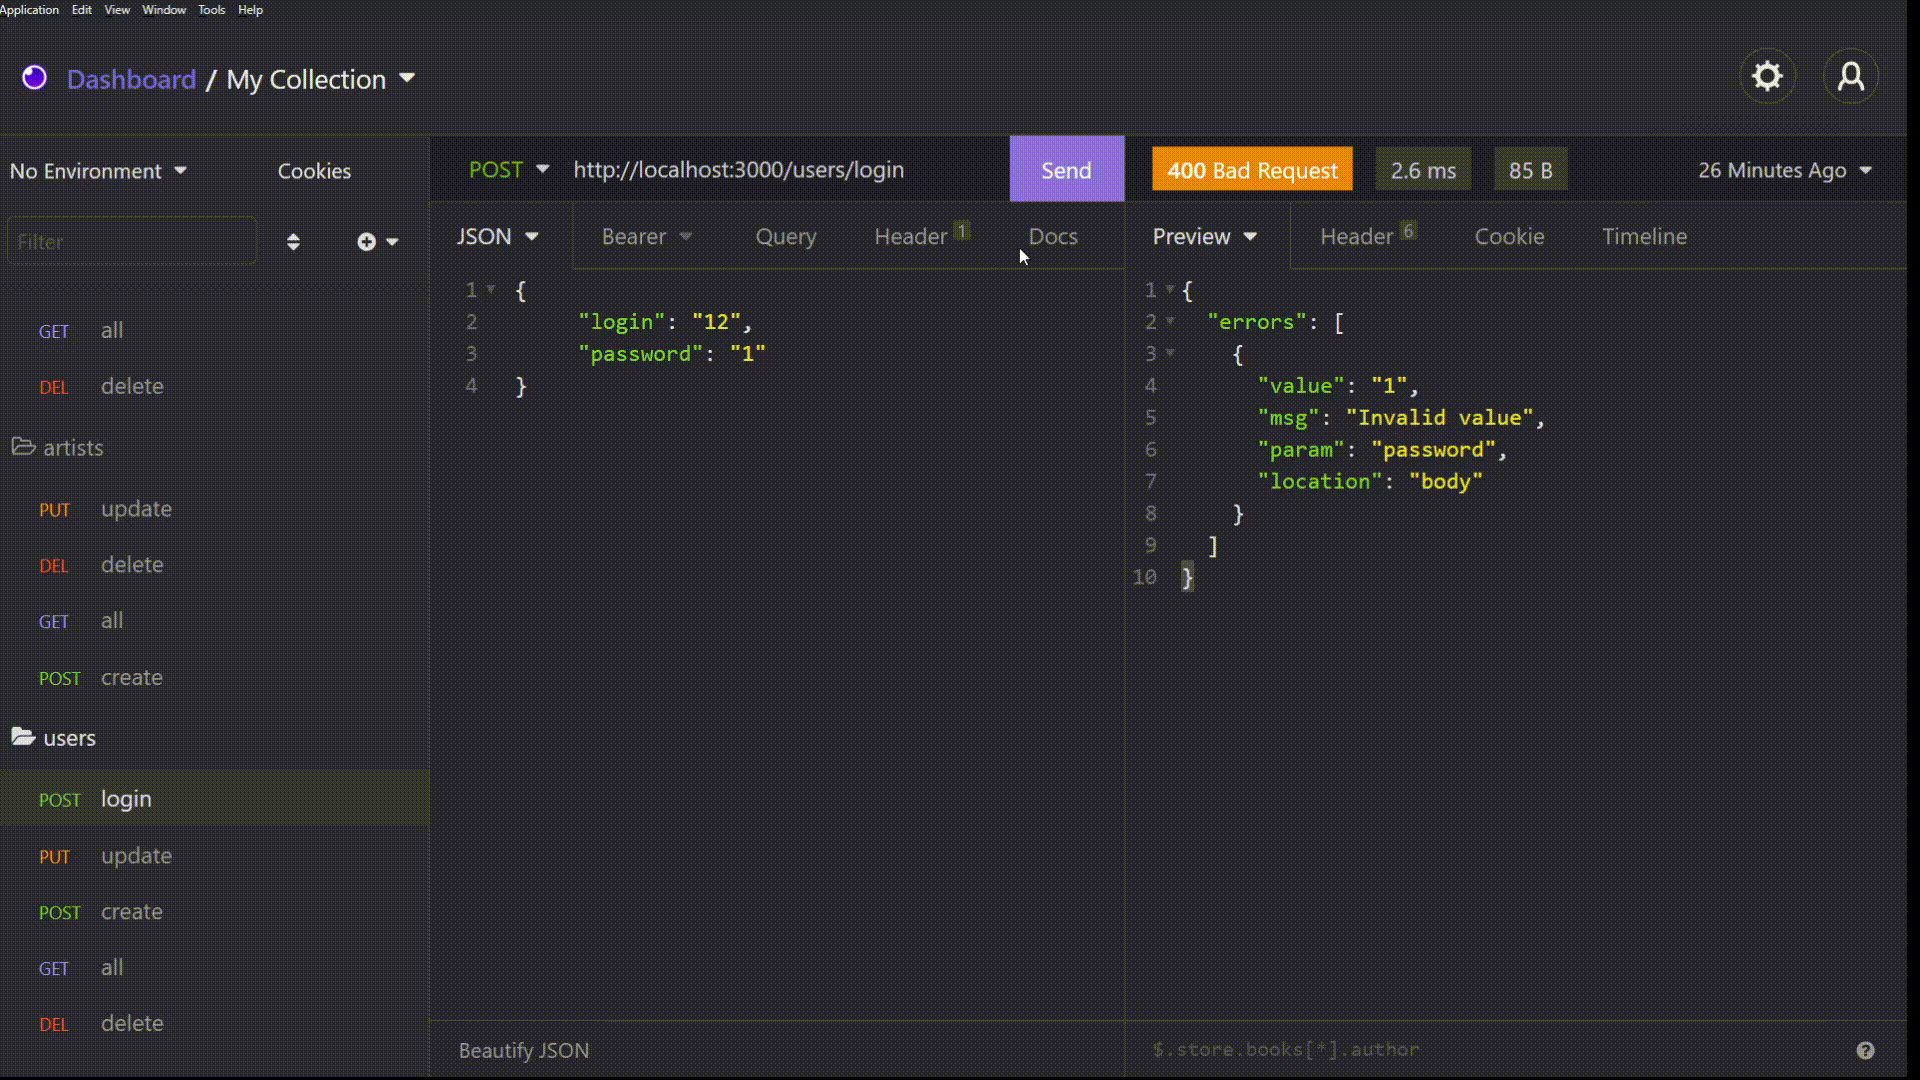 Application Edit View Window Tools Help
Dashboard / My Collection
No Environment Cookies
Filter
GET all
DEL delete
artists
PUT update
DEL delete
GET all
POST create
users
POST login
PUT update
POST create
GET all
DEL delete
POST http://localhost:3000/users/login Send
JSON Bearer Query Header 1 Docs
1 {
2 "login": "12",
3 "password": "1"
4 }
Beautify JSON
400 Bad Request 2.6 ms 85 B 26 Minutes Ago
Preview Header 6 Cookie Timeline
1 {
2 "errors": [
3 {
4 "value": "1",
5 "msg": "Invalid value",
6 "param": "password",
7 "location": "body"
8 }
9 ]
10 }
$.store.books[*].author